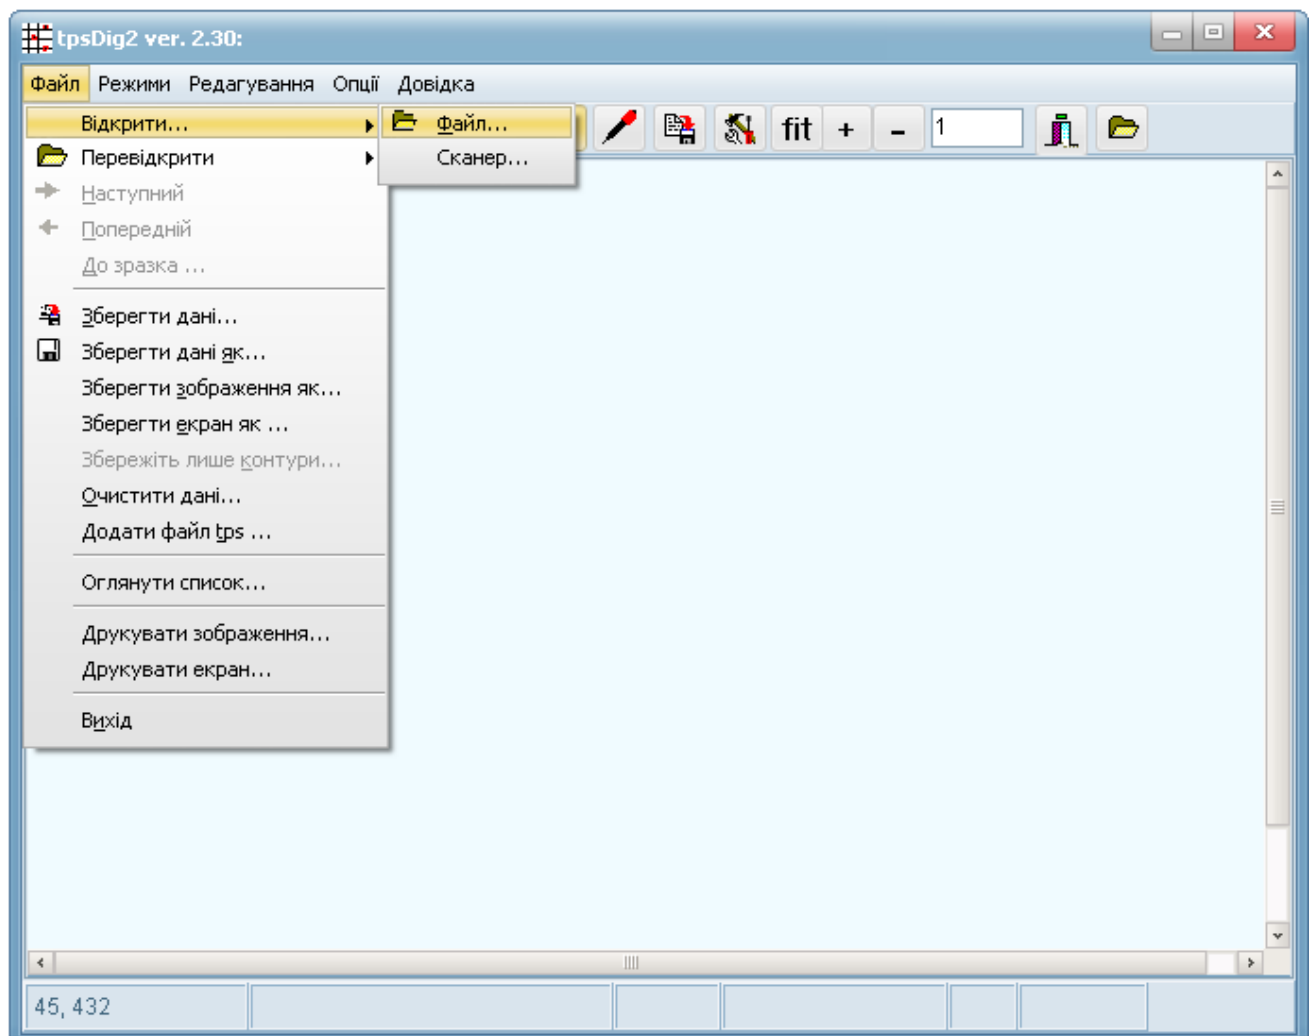 tpsDig2 ver. 2.30:
Файл Режими Редагування Опції Довідка
Відкрити... Файл... fit + - 1
Перевідкрити Сканер...
Наступний
Попередній
До зразка ...
Зберегти дані...
Зберегти дані як...
Зберегти зображення як...
Зберегти екран як ...
Збережіть лише контури...
Очистити дані...
Додати файл tps ...
Оглянути список...
Друкувати зображення...
Друкувати екран...
Вихід
45, 432